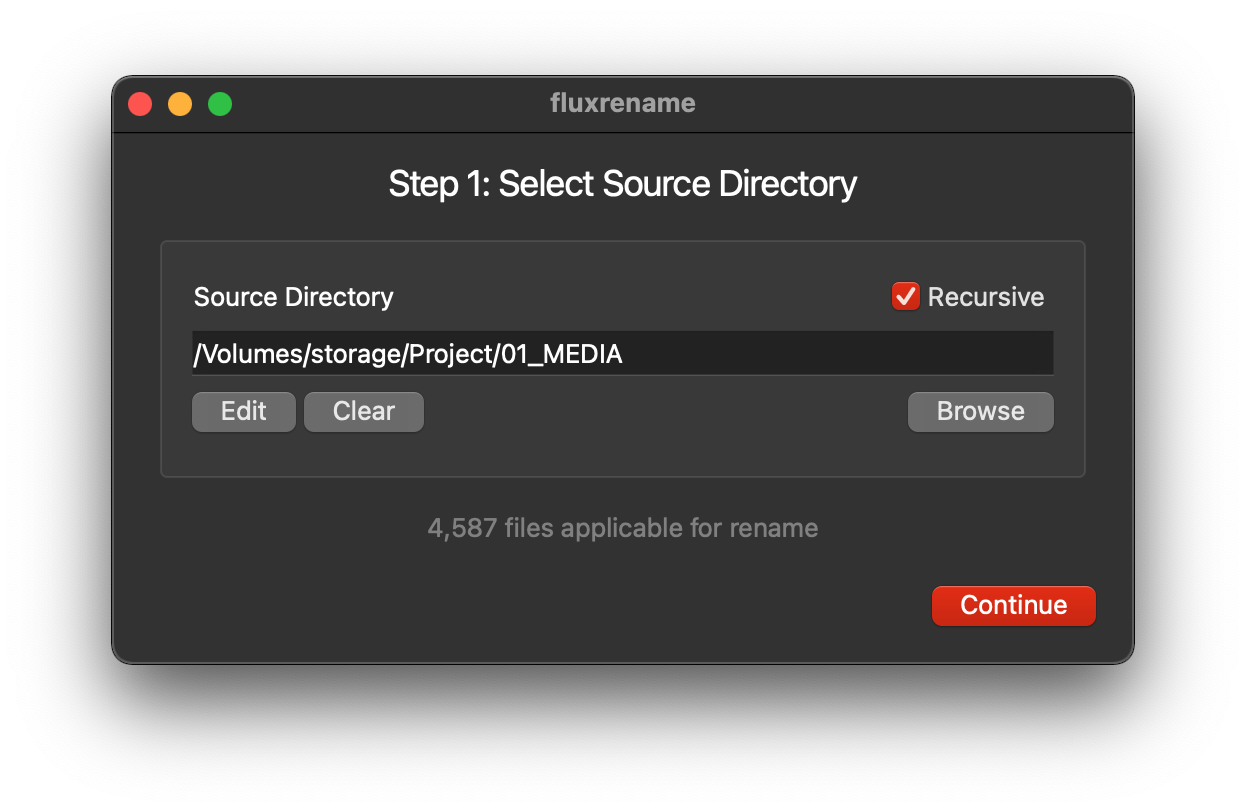 fluxrename
Step 1: Select Source Directory
Source Directory
Recursive
/Volumes/storage/Project/01_MEDIA
Edit
Clear
Browse
4,587 files applicable for rename
Continue